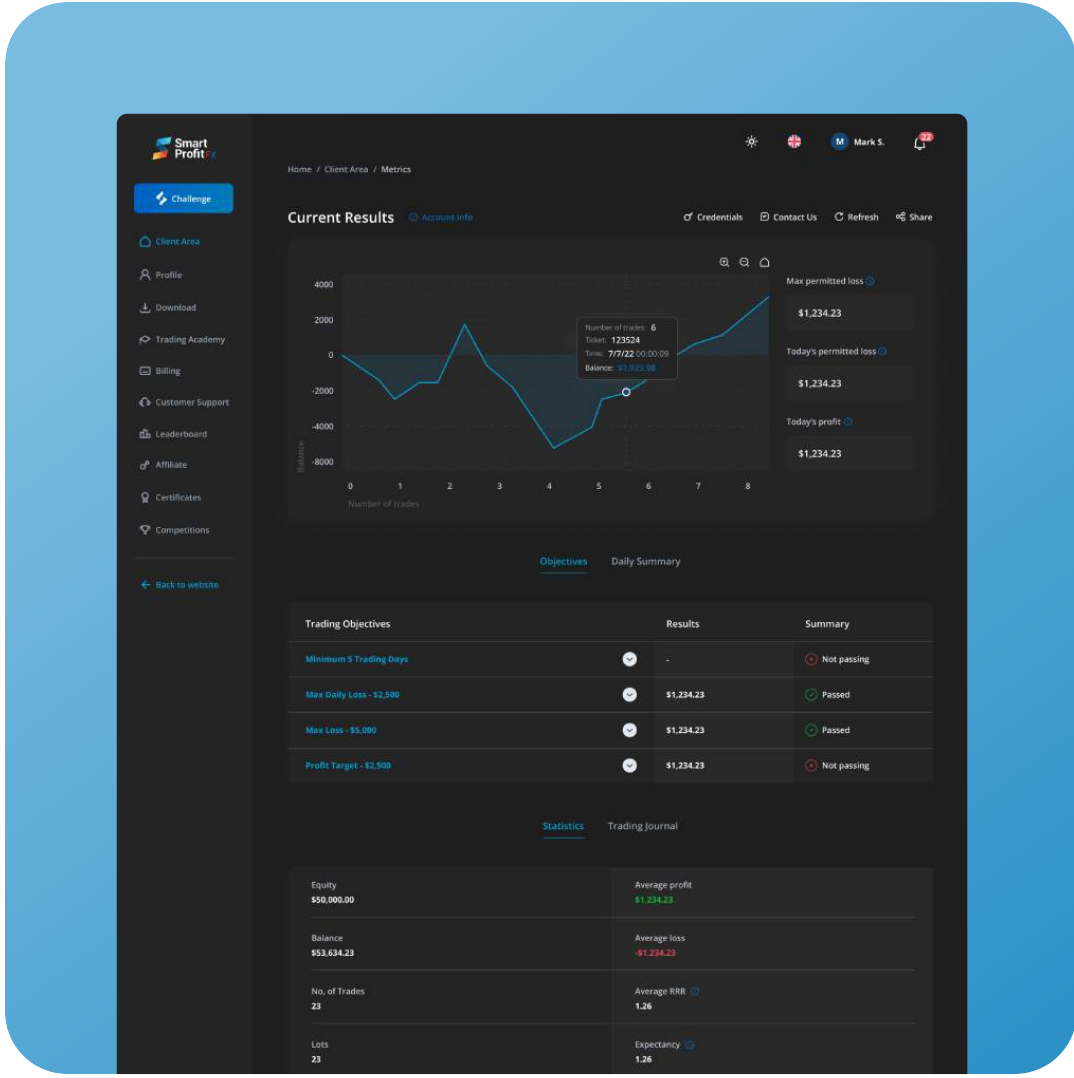 Smart
ProfitFX
M
Mark S.
22
Home / Client Area / Metrics
Challenge
Current Results
Account Info
Credentials
Contact Us
Refresh
Share
Client Area
Profile
Download
Trading Academy
Billing
Customer Support
Leaderboard
Affiliate
Certificates
Competitions
Back to website
4000
2000
0
-2000
-4000
-8000
Balance
0 1 2 3 4 5 6 7 8
Number of trades
Number of trades: 6
Ticket: 123524
Time: 7/7/22 00:00:09
Balance: $1,923.98
Max permitted loss
$1,234.23
Today's permitted loss
$1,234.23
Today's profit
$1,234.23
Objectives
Daily Summary
Trading Objectives Results Summary
Minimum 5 Trading Days - Not passing
Max Daily Loss - $2,500 $1,234.23 Passed
Max Loss - $5,000 $1,234.23 Passed
Profit Target - $2,500 $1,234.23 Not passing
Statistics
Trading Journal
Equity
$50,000.00
Average profit
$1,234.23
Balance
$53,634.23
Average loss
-$1,234.23
No, of Trades
23
Average RRR
1.26
Lots
23
Expectancy
1.26